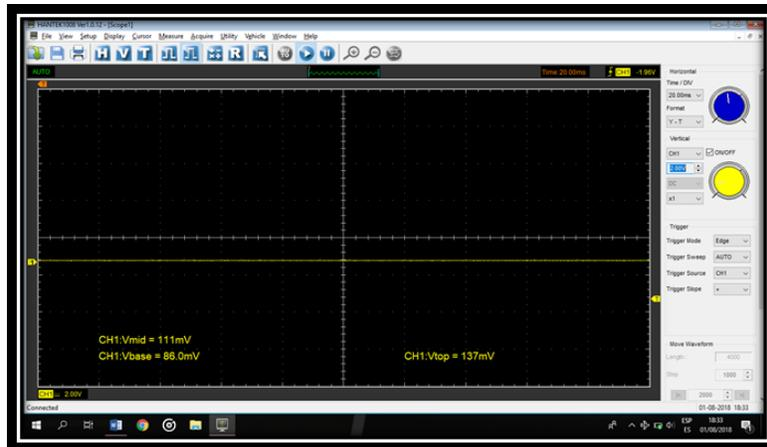 HANTEK1008 Ver1.0.12 - [Scope1]
File View Setup Display Cursor Measure Acquire Utility Vehicle Window Help
H V T R
AUTO
Time:20.00ms
CH1 -1.96V
Horizontal
Time / DIV
20.00ms
Format
Y - T
Vertical
CH1 ON/OFF
2.00V
DC
x1
Trigger
Trigger Mode Edge
Trigger Sweep AUTO
Trigger Source CH1
Trigger Slope +
Move Waveform
Length: 4000
Step 1000
2000
CH1:Vmid = 111mV
CH1:Vbase = 86.0mV
CH1:Vtop = 137mV
CH1 2.00V
Connected
01-08-2018 18:33
ESP
ES
18:33
01/08/2018